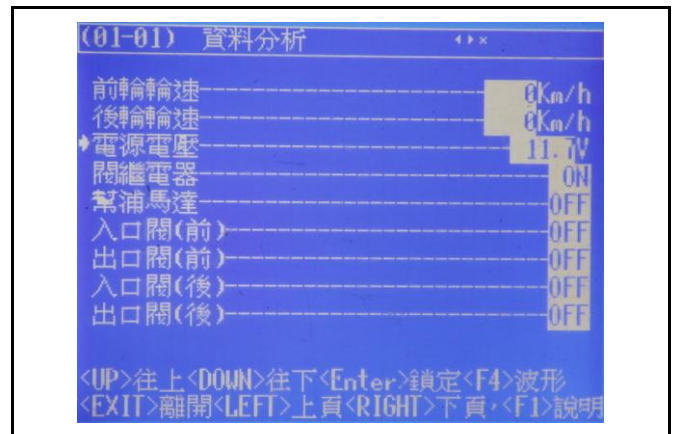 (01-01) 資料分析 ◂▸×
前輪輪速--------------------0Km/h
後輪輪速--------------------0Km/h
➧電源電壓--------------------11.7V
閥繼電器--------------------ON
幫浦馬達--------------------OFF
入口閥(前)--------------------OFF
出口閥(前)--------------------OFF
入口閥(後)--------------------OFF
出口閥(後)--------------------OFF
<UP>往上<DOWN>往下<Enter>鎖定<F4>波形
<EXIT>離開<LEFT>上頁<RIGHT>下頁,<F1>說明